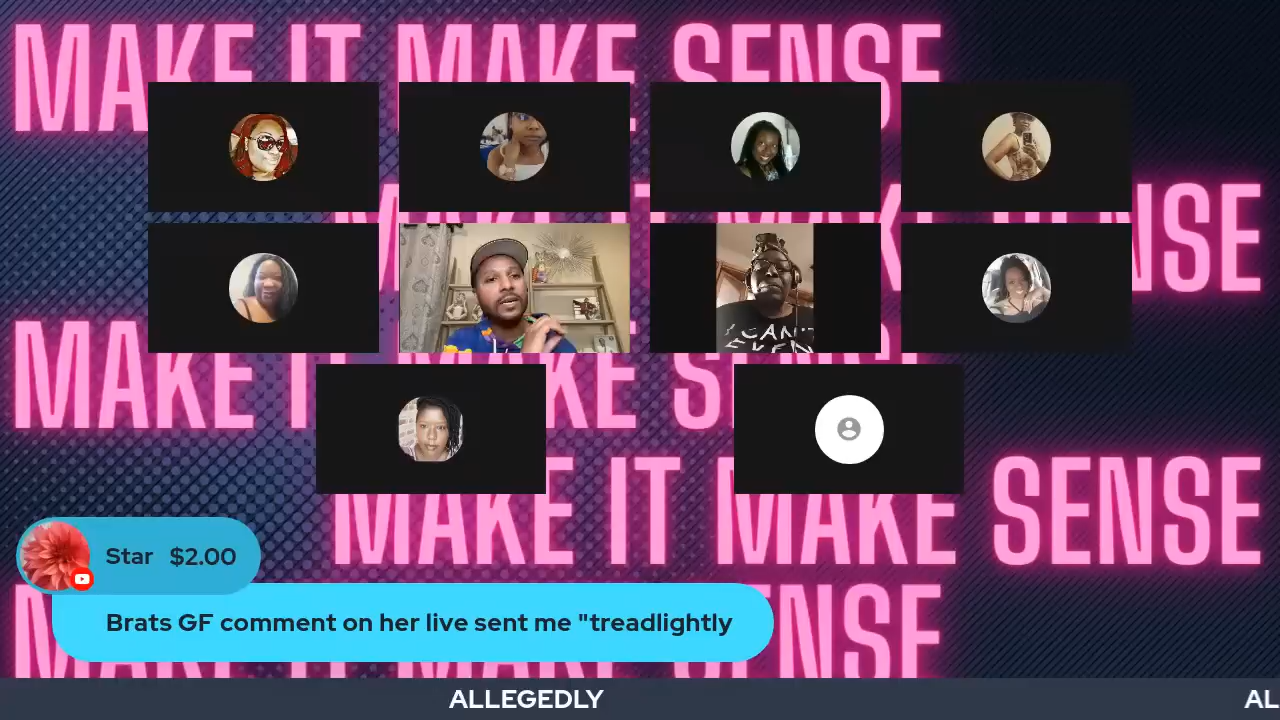 MAKE IT MAKE SENSE
MAKE IT MAKE SENSE
I CAN'T
EVEN
MAKE IT MAKE SENSE
MAKE IT MAKE SENSE
Star $2.00
Brats GF comment on her live sent me "treadlightly
MAKE IT MAKE SENSE
ALLEGEDLY
AL